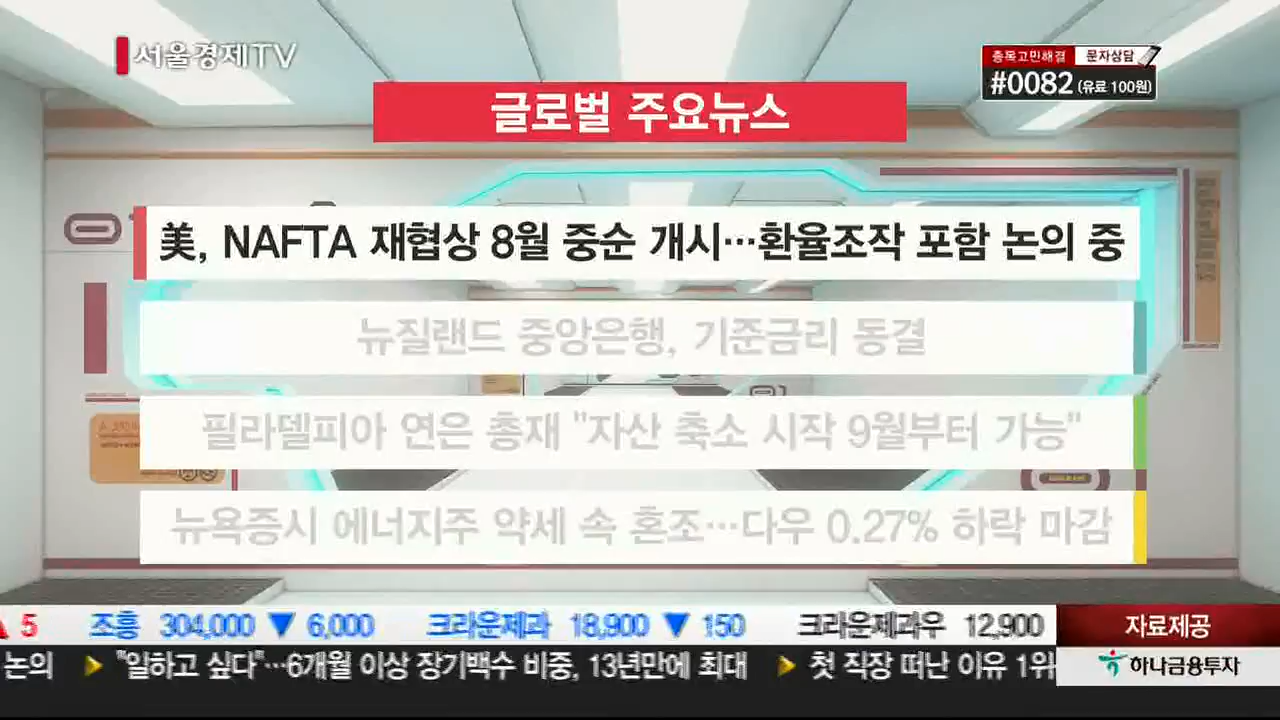 서울경제TV
종목고민해결 문자상담
#0082 (유료 100원)
글로벌 주요뉴스
美, NAFTA 재협상 8월 중순 개시…환율조작 포함 논의 중
뉴질랜드 중앙은행, 기준금리 동결
필라델피아 연은 총재 "자산 축소 시작 9월부터 가능"
뉴욕증시 에너지주 약세 속 혼조…다우 0.27% 하락 마감
▲ 5 조흥 304,000 ▼ 6,000 크라운제과 18,900 ▼ 150 크라운제과우 12,900
자료제공
논의 ▶ "일하고 싶다"…6개월 이상 장기백수 비중, 13년만에 최대 ▶ 첫 직장 떠난 이유 1위
하나금융투자